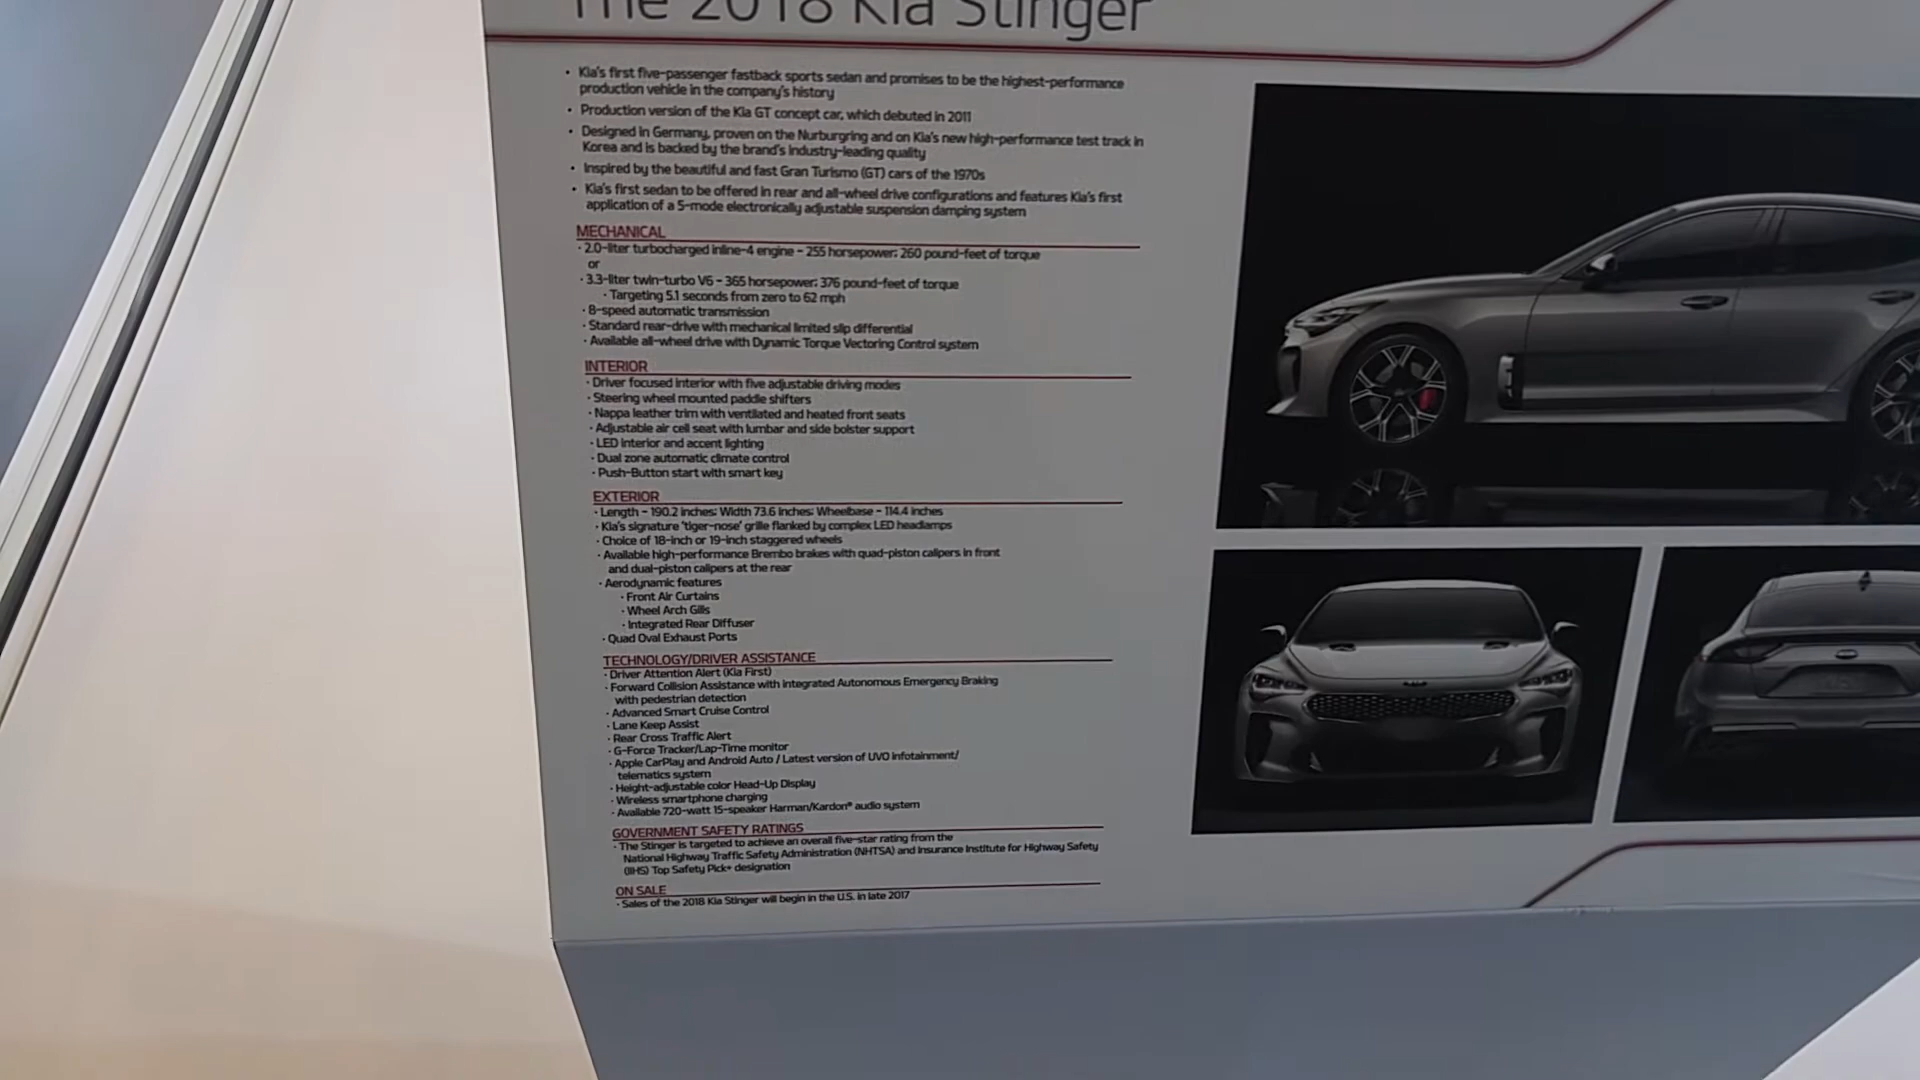 The 2018 Kia Stinger
• Kia's first five-passenger fastback sports sedan and promises to be the highest-performance
production vehicle in the company's history
• Production version of the Kia GT concept car, which debuted in 2011
• Designed in Germany, proven on the Nurburgring and on Kia's new high-performance test track in
Korea and is backed by the brand's industry-leading quality
• Inspired by the beautiful and fast Gran Turismo (GT) cars of the 1970s
• Kia's first sedan to be offered in rear and all-wheel drive configurations and features Kia's first
application of a 5-mode electronically adjustable suspension damping system
MECHANICAL
· 2.0-liter turbocharged inline-4 engine – 255 horsepower; 260 pound-feet of torque
or
· 3.3-liter twin-turbo V6 – 365 horsepower; 376 pound-feet of torque
· Targeting 5.1 seconds from zero to 62 mph
· 8-speed automatic transmission
· Standard rear-drive with mechanical limited slip differential
· Available all-wheel drive with Dynamic Torque Vectoring Control system
INTERIOR
· Driver focused interior with five adjustable driving modes
· Steering wheel mounted paddle shifters
· Nappa leather trim with ventilated and heated front seats
· Adjustable air cell seat with lumbar and side bolster support
· LED interior and accent lighting
· Dual zone automatic climate control
· Push-Button start with smart key
EXTERIOR
· Length – 190.2 inches; Width 73.6 inches; Wheelbase – 114.4 inches
· Kia's signature 'tiger-nose' grille flanked by complex LED headlamps
· Choice of 18-inch or 19-inch staggered wheels
· Available high-performance Brembo brakes with quad-piston calipers in front
and dual-piston calipers at the rear
· Aerodynamic features
· Front Air Curtains
· Wheel Arch Gills
· Integrated Rear Diffuser
· Quad Oval Exhaust Ports
TECHNOLOGY/DRIVER ASSISTANCE
· Driver Attention Alert (Kia First)
· Forward Collision Assistance with integrated Autonomous Emergency Braking
with pedestrian detection
· Advanced Smart Cruise Control
· Lane Keep Assist
· Rear Cross Traffic Alert
· G-Force Tracker/Lap-Time monitor
· Apple CarPlay and Android Auto / Latest version of UVO infotainment/
telematics system
· Height-adjustable color Head-Up Display
· Wireless smartphone charging
· Available 720-watt 15-speaker Harman/Kardon® audio system
GOVERNMENT SAFETY RATINGS
· The Stinger is targeted to achieve an overall five-star rating from the
National Highway Traffic Safety Administration (NHTSA) and Insurance Institute for Highway Safety
(IIHS) Top Safety Pick+ designation
ON SALE
· Sales of the 2018 Kia Stinger will begin in the U.S. in late 2017